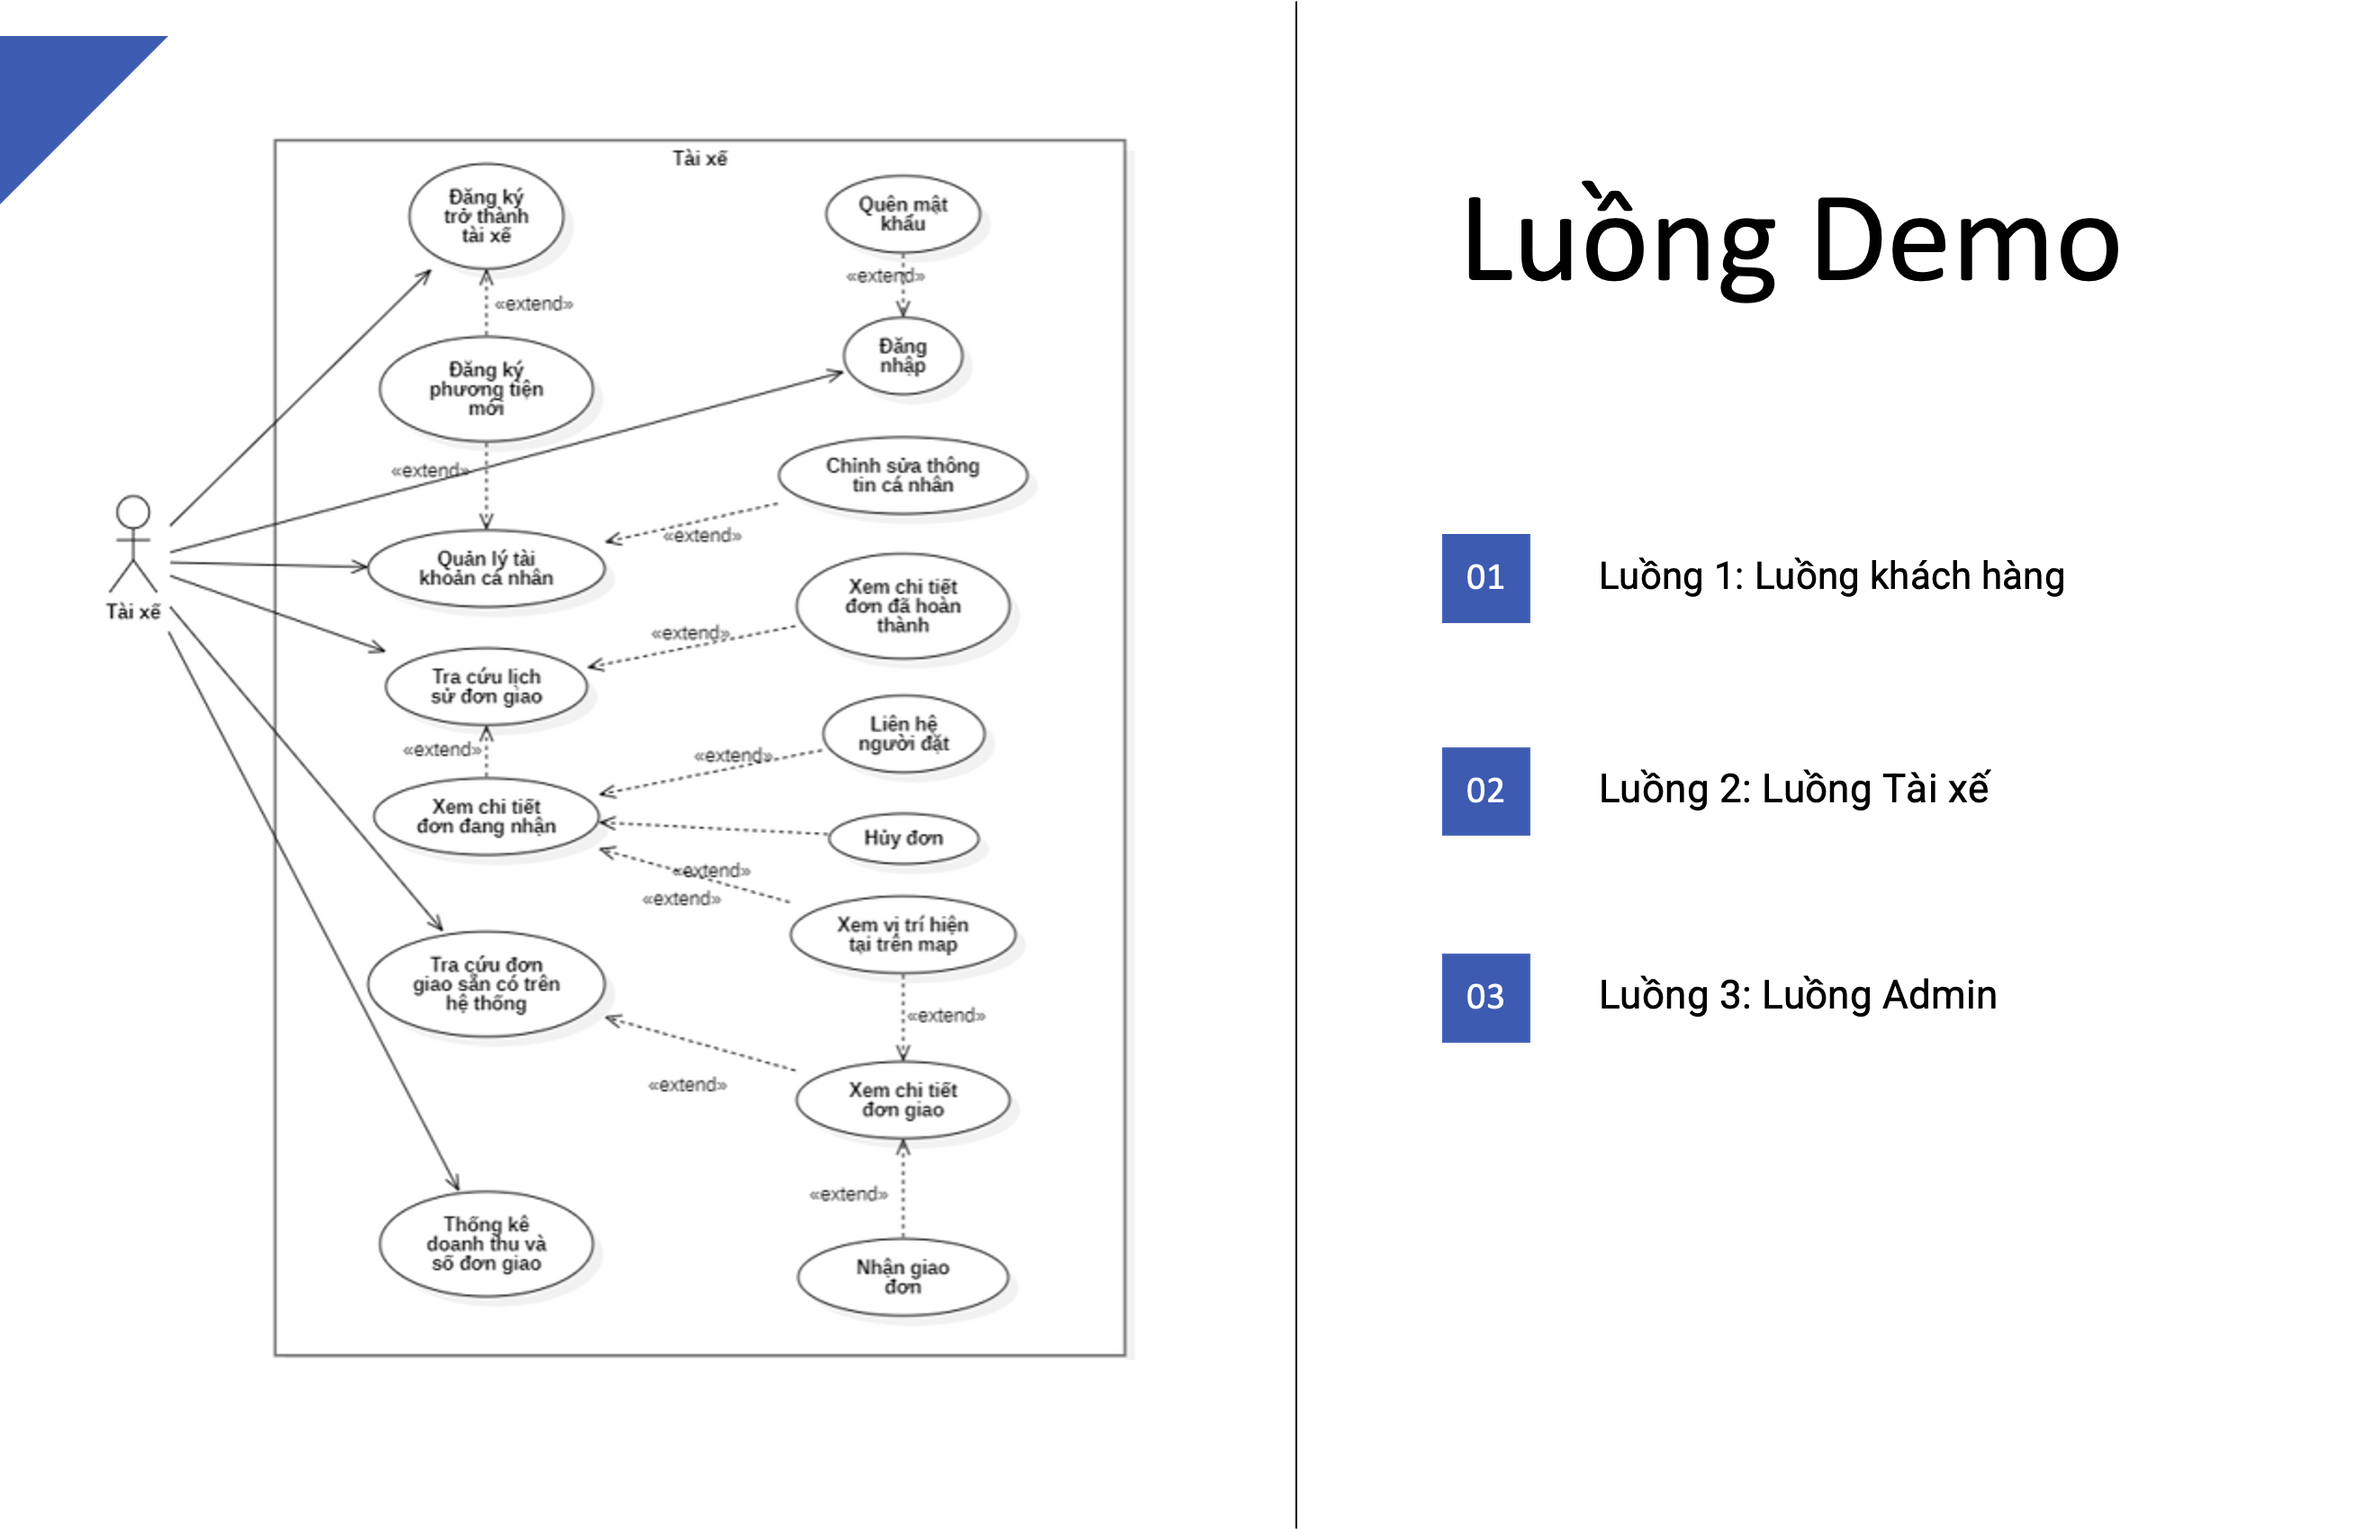 Tài xế
Đăng ký
trở thành
tài xế
«extend»
Đăng ký
phương tiện
mới
«extend»
Quản lý tài
khoản cá nhân
Tra cứu lịch
sử đơn giao
«extend»
Xem chi tiết
đơn đang nhận
Tra cứu đơn
giao sẵn có trên
hệ thống
Thống kê
doanh thu và
số đơn giao
Tài xế
Quên mật
khẩu
«extend»
Đăng
nhập
Chỉnh sửa thông
tin cá nhân
«extend»
Xem chi tiết
đơn đã hoàn
thành
«extend»
Liên hệ
người đặt
«extend»
Hủy đơn
«extend»
«extend»
Xem vị trí hiện
tại trên map
«extend»
«extend»
Xem chi tiết
đơn giao
«extend»
Nhận giao
đơn
Luồng Demo
01
Luồng 1: Luồng khách hàng
02
Luồng 2: Luồng Tài xế
03
Luồng 3: Luồng Admin